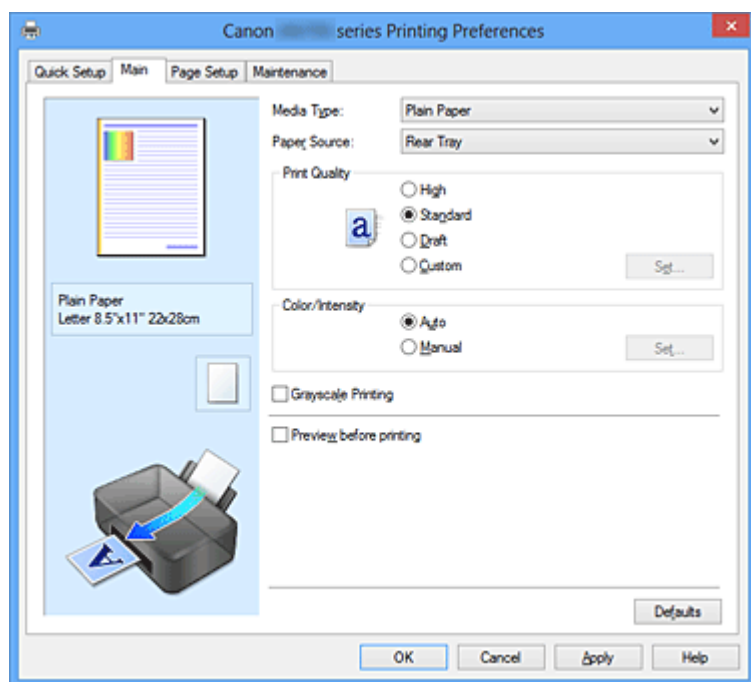 Canon series Printing Preferences
Quick Setup Main Page Setup Maintenance
Media Type: Plain Paper
Paper Source: Rear Tray
Print Quality
High
a
Standard
Draft
Custom Set...
Plain Paper
Letter 8.5"x11" 22x28cm
Color/Intensity
Auto
Manual Set...
Grayscale Printing
Preview before printing
A
Defaults
OK Cancel Apply Help